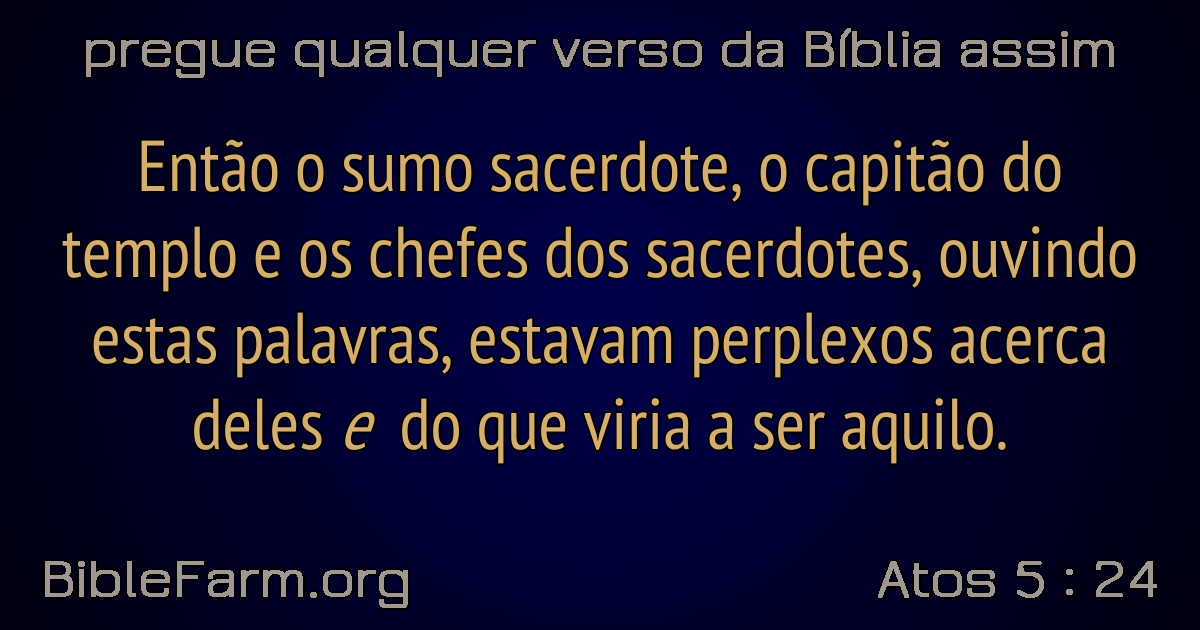 pregue qualquer verso da Bíblia assim
Então o sumo sacerdote, o capitão do
templo e os chefes dos sacerdotes, ouvindo
estas palavras, estavam perplexos acerca
deles e do que viria a ser aquilo.
BibleFarm.org
Atos 5 : 24